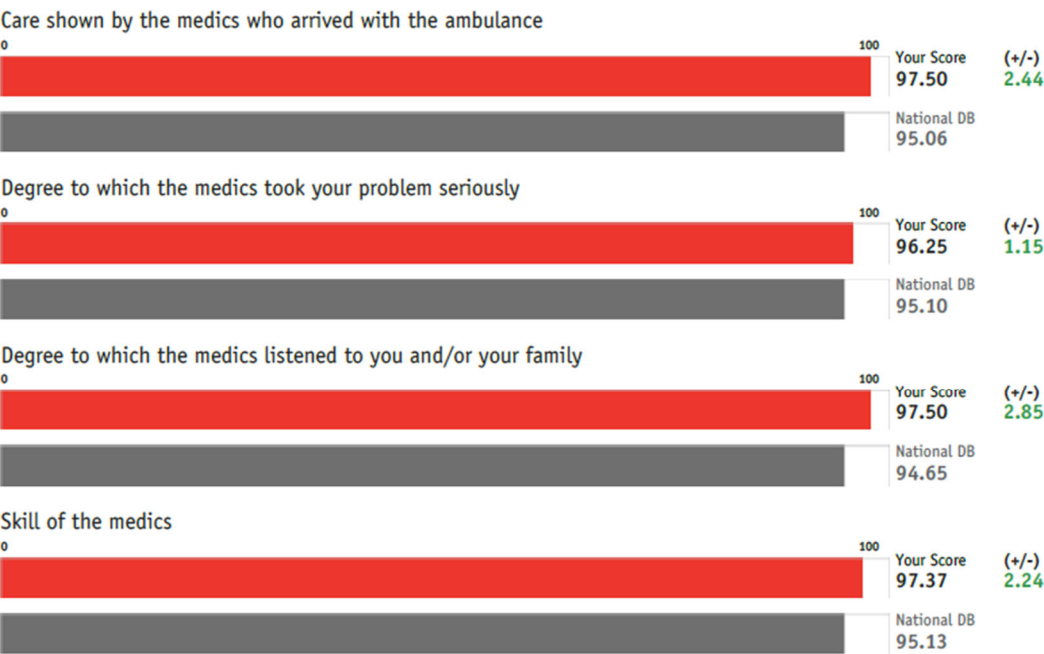 Care shown by the medics who arrived with the ambulance
0 100
Your Score (+/-)
97.50 2.44
National DB
95.06
Degree to which the medics took your problem seriously
0 100
Your Score (+/-)
96.25 1.15
National DB
95.10
Degree to which the medics listened to you and/or your family
0 100
Your Score (+/-)
97.50 2.85
National DB
94.65
Skill of the medics
0 100
Your Score (+/-)
97.37 2.24
National DB
95.13